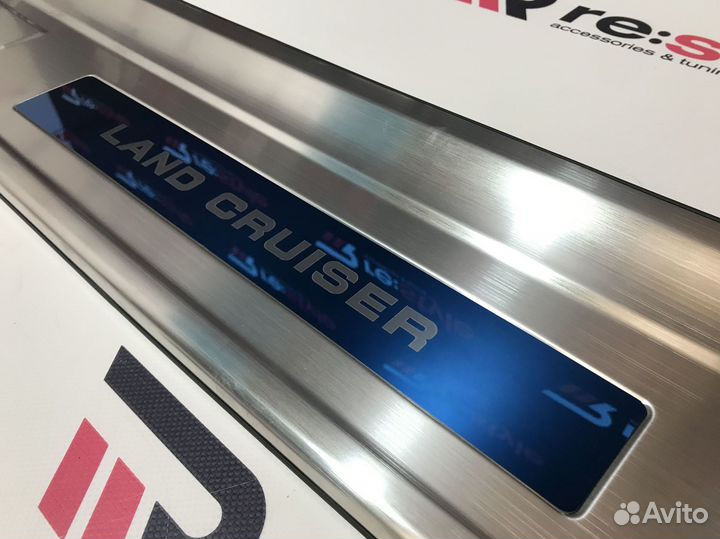 re:s
accessories & tunin
LAND CRUISER
Avito